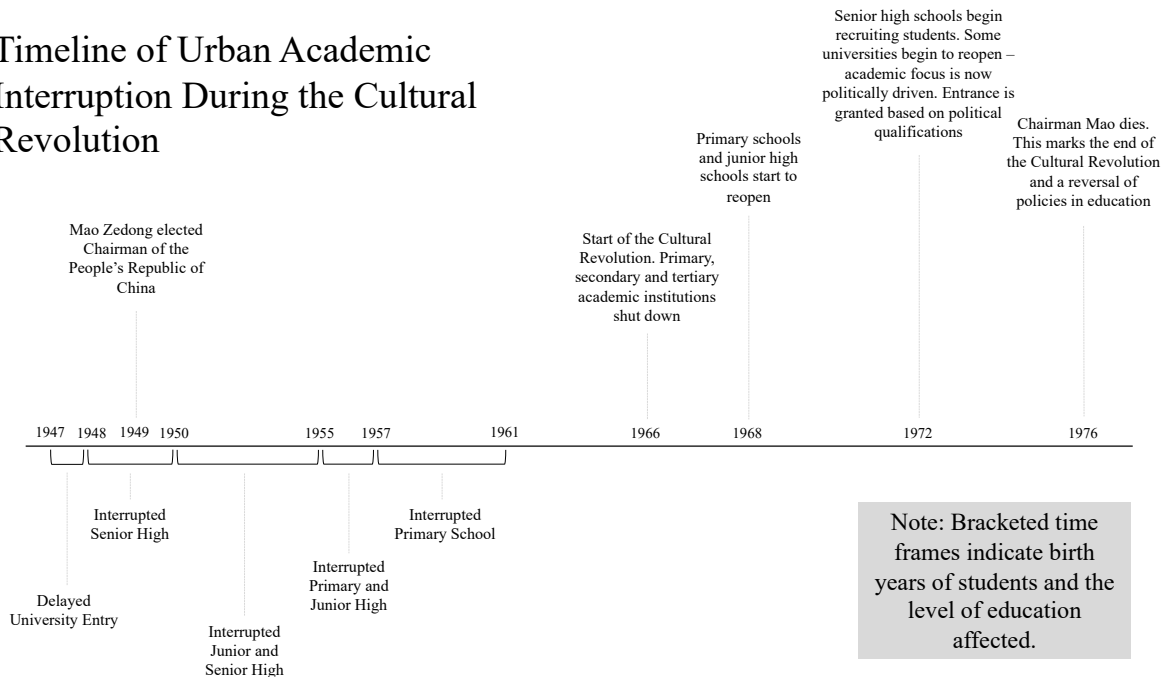 Timeline of Urban Academic
Interruption During the Cultural
Revolution
Senior high schools begin
recruiting students. Some
universities begin to reopen –
academic focus is now
politically driven. Entrance is
granted based on political
qualifications
Chairman Mao dies.
This marks the end of
the Cultural Revolution
and a reversal of
policies in education
Primary schools
and junior high
schools start to
reopen
Mao Zedong elected
Chairman of the
People’s Republic of
China
Start of the Cultural
Revolution. Primary,
secondary and tertiary
academic institutions
shut down
1947 1948 1949 1950 1955 1957 1961 1966 1968 1972 1976
Interrupted
Senior High
Interrupted
Primary School
Interrupted
Primary and
Junior High
Delayed
University Entry
Interrupted
Junior and
Senior High
Note: Bracketed time
frames indicate birth
years of students and the
level of education
affected.